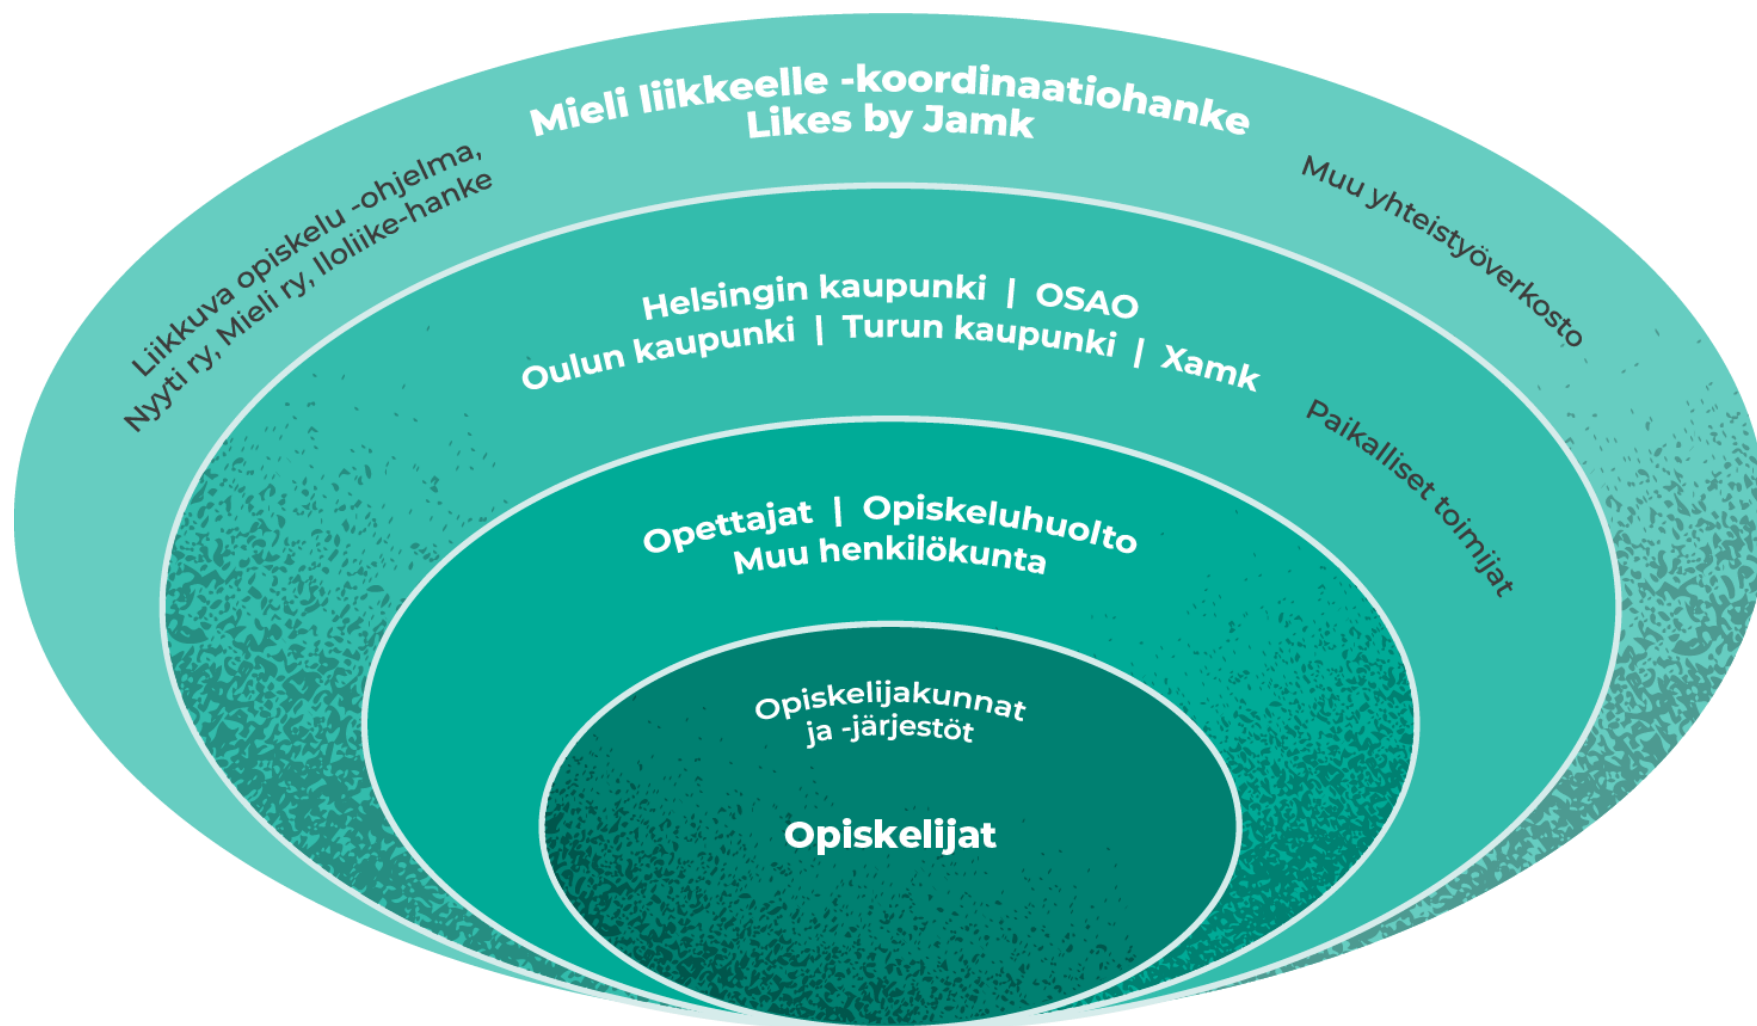 Mieli liikkeelle -koordinaatiohanke
Likes by Jamk
Liikkuva opiskelu -ohjelma,
Nyyti ry, Mieli ry, Iloliike-hanke
Muu yhteistyöverkosto
Helsingin kaupunki | OSAO
Oulun kaupunki | Turun kaupunki | Xamk
Paikalliset toimijat
Opettajat | Opiskeluhuolto
Muu henkilökunta
Opiskelijakunnat
ja -järjestöt
Opiskelijat